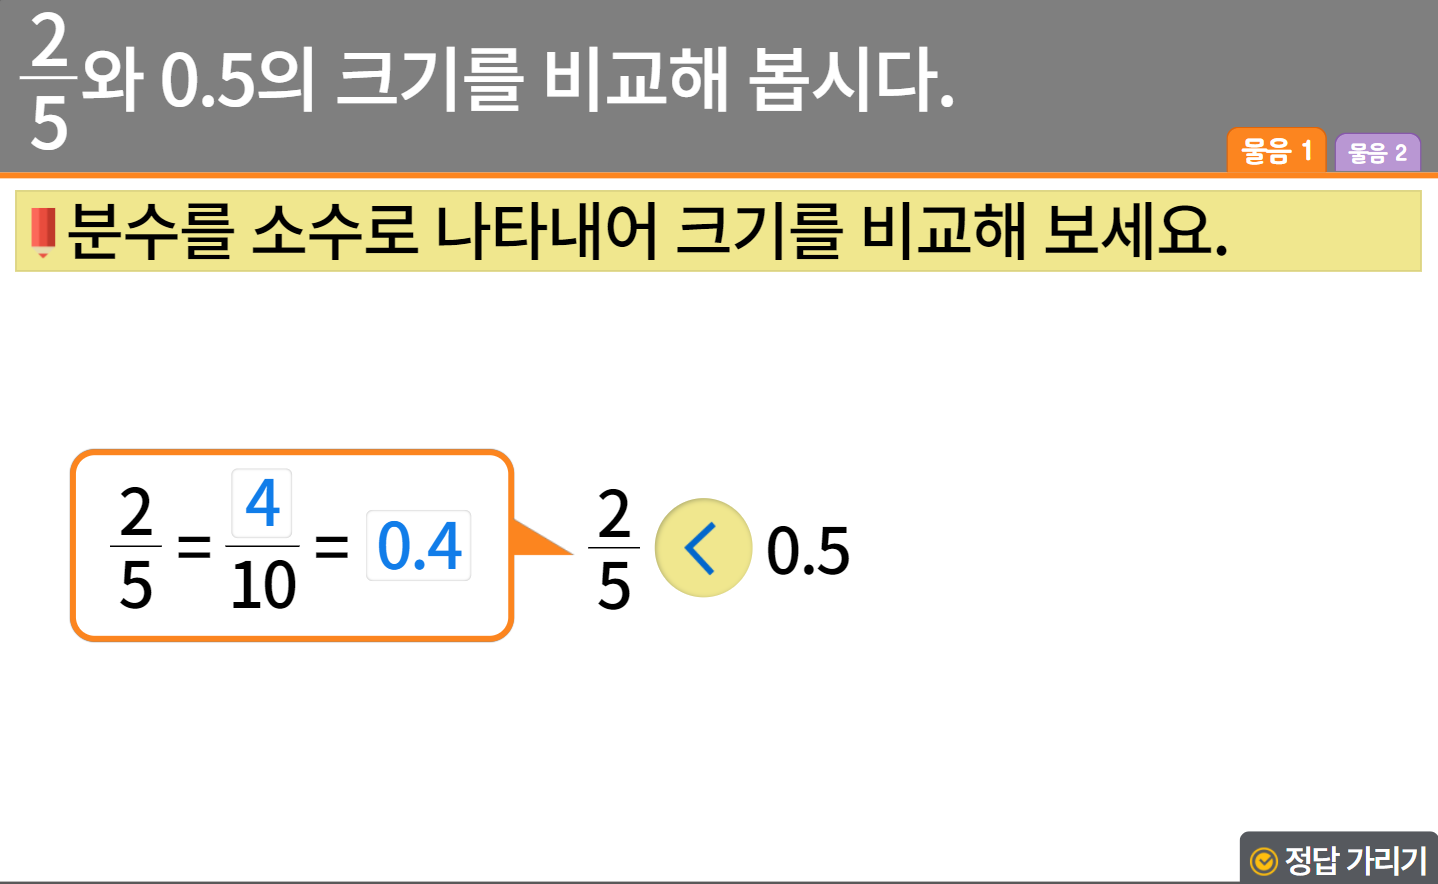 2/5와 0.5의 크기를 비교해 봅시다.
물음 1 물음 2
분수를 소수로 나타내어 크기를 비교해 보세요.
2/5 = 4/10 = 0.4 2/5 < 0.5
정답 가리기